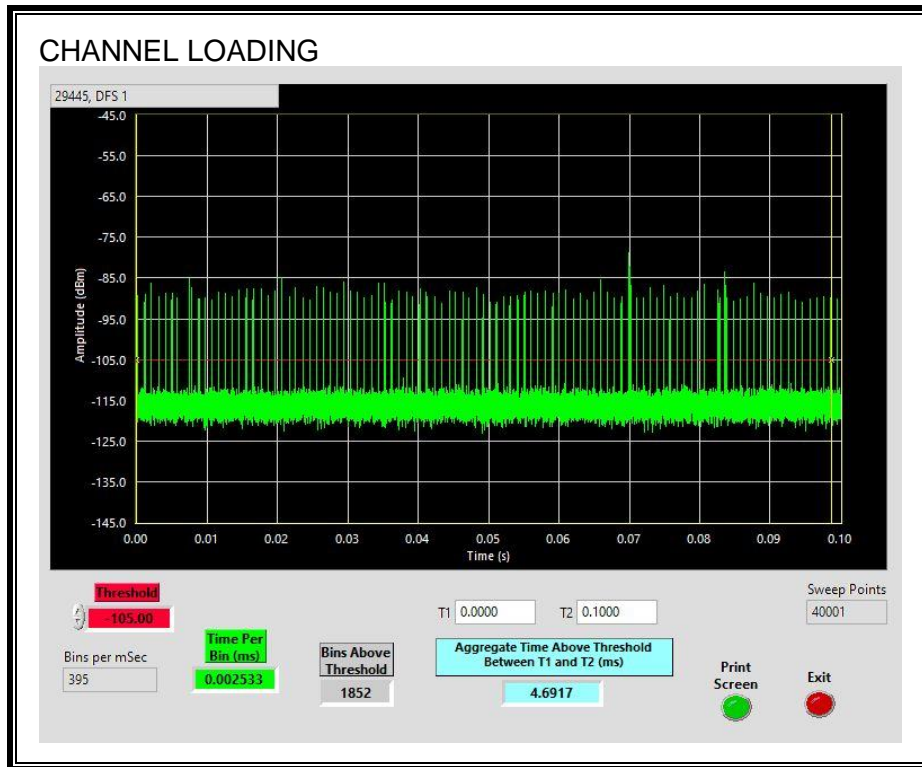 CHANNEL LOADING
29445, DFS 1
-45.0
-55.0
-65.0
-75.0
-85.0
-95.0
-105.0
-115.0
-125.0
-135.0
-145.0
Amplitude (dBm)
0.00 0.01 0.02 0.03 0.04 0.05 0.06 0.07 0.08 0.09 0.10
Time (s)
Threshold
-105.00
Bins per mSec
395
Time Per
Bin (ms)
0.002533
Bins Above
Threshold
1852
T1 0.0000 T2 0.1000
Aggregate Time Above Threshold
Between T1 and T2 (ms)
4.6917
Sweep Points
40001
Print
Screen
Exit